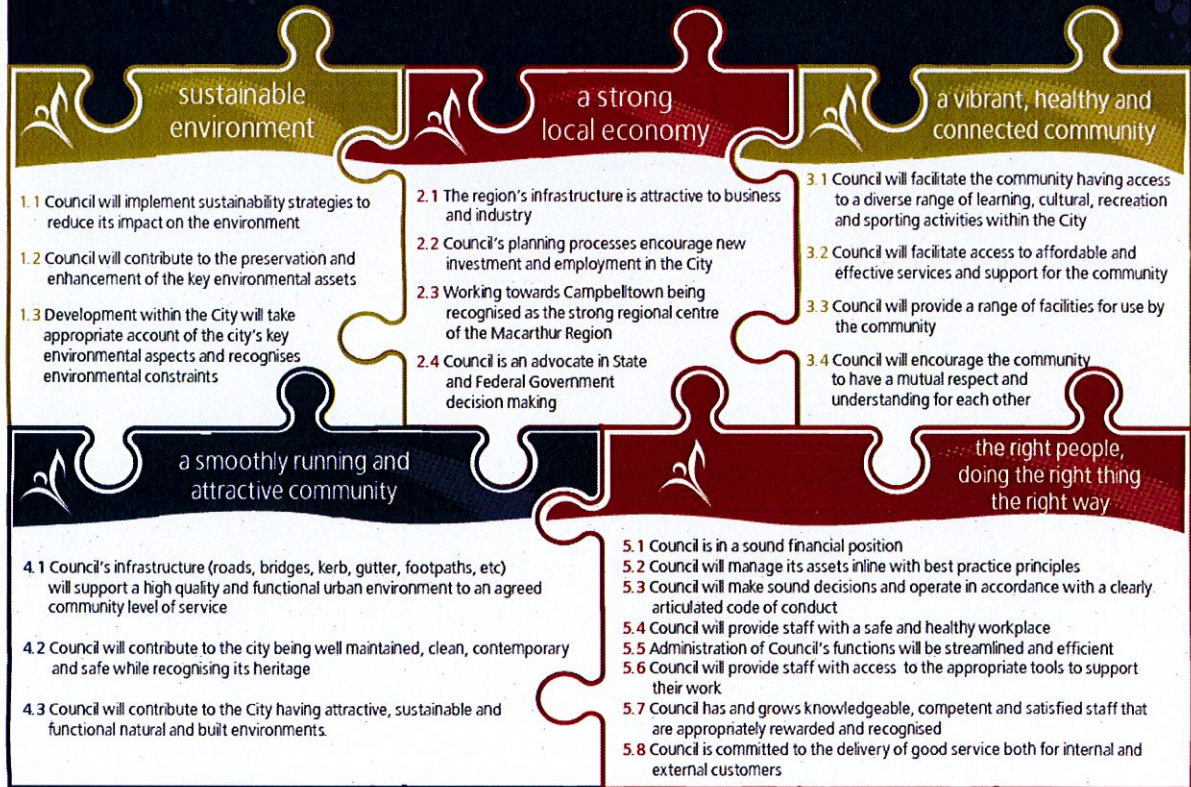 sustainable
environment
1.1 Council will implement sustainability strategies to
reduce its impact on the environment
1.2 Council will contribute to the preservation and
enhancement of the key environmental assets
1.3 Development within the City will take
appropriate account of the city's key
environmental aspects and recognises
environmental constraints
a strong
local economy
2.1 The region's infrastructure is attractive to business
and industry
2.2 Council's planning processes encourage new
investment and employment in the City
2.3 Working towards Campbelltown being
recognised as the strong regional centre
of the Macarthur Region
2.4 Council is an advocate in State
and Federal Government
decision making
a vibrant, healthy and
connected community
3.1 Council will facilitate the community having access
to a diverse range of learning, cultural, recreation
and sporting activities within the City
3.2 Council will facilitate access to affordable and
effective services and support for the community
3.3 Council will provide a range of facilities for use by
the community
3.4 Council will encourage the community
to have a mutual respect and
understanding for each other
a smoothly running and
attractive community
4.1 Council's infrastructure (roads, bridges, kerb, gutter, footpaths, etc)
will support a high quality and functional urban environment to an agreed
community level of service
4.2 Council will contribute to the city being well maintained, clean, contemporary
and safe while recognising its heritage
4.3 Council will contribute to the City having attractive, sustainable and
functional natural and built environments.
the right people,
doing the right thing
the right way
5.1 Council is in a sound financial position
5.2 Council will manage its assets inline with best practice principles
5.3 Council will make sound decisions and operate in accordance with a clearly
articulated code of conduct
5.4 Council will provide staff with a safe and healthy workplace
5.5 Administration of Council's functions will be streamlined and efficient
5.6 Council will provide staff with access to the appropriate tools to support
their work
5.7 Council has and grows knowledgeable, competent and satisfied staff that
are appropriately rewarded and recognised
5.8 Council is committed to the delivery of good service both for internal and
external customers